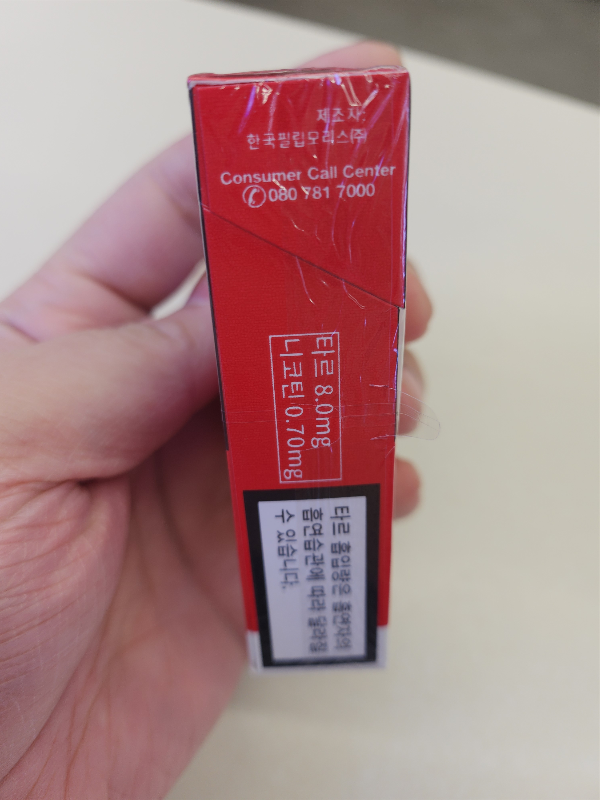 제조자:
한국필립모리스㈜
Consumer Call Center
✆080 781 7000
타르 8.0mg
니코틴 0.70mg
타르 흡입량은 흡연자의
흡연습관에 따라 달라질
수 있습니다.